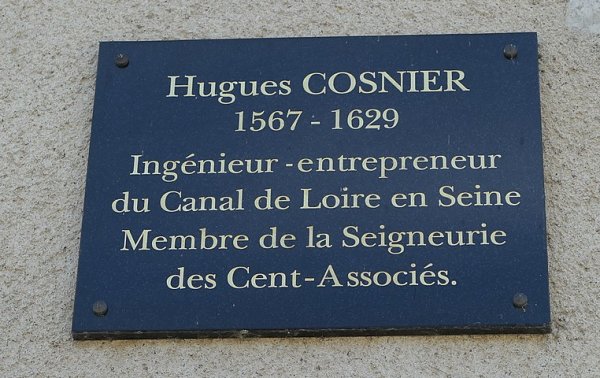 Hugues COSNIER
1567 - 1629
Ingénieur - entrepreneur
du Canal de Loire en Seine
Membre de la Seigneurie
des Cent-Associés.